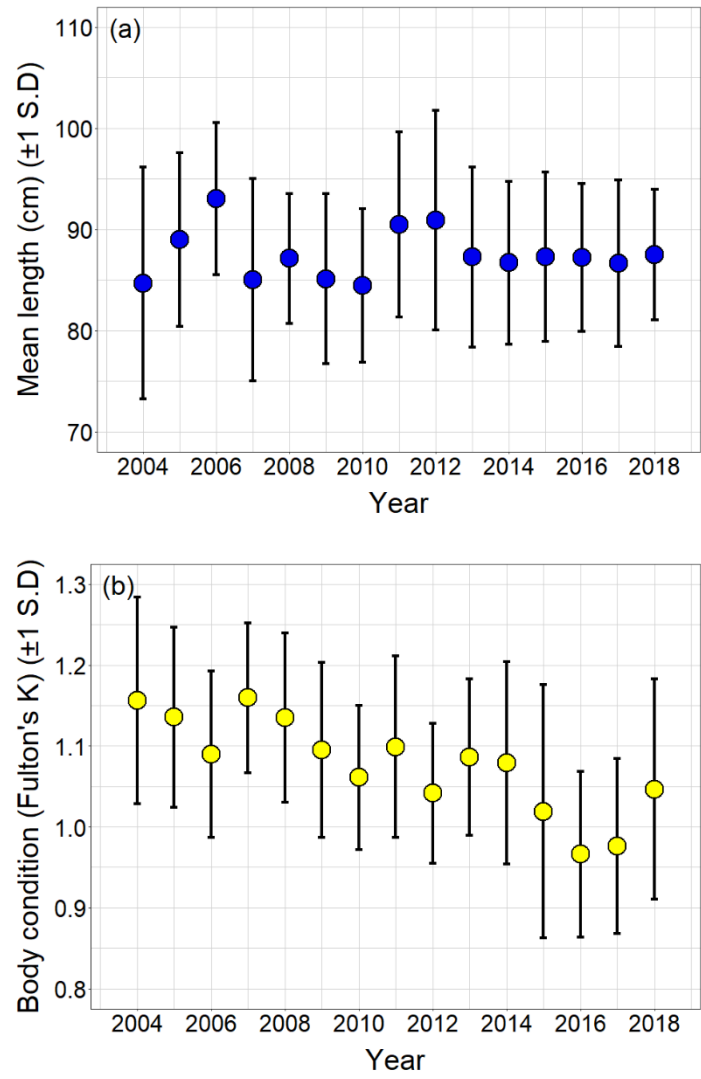 (a)
Mean length (cm) (±1 S.D)
110
100
90
80
70
2004 2006 2008 2010 2012 2014 2016 2018
Year
(b)
Body condition (Fulton's K) (±1 S.D)
1.3
1.2
1.1
1.0
0.9
0.8
2004 2006 2008 2010 2012 2014 2016 2018
Year